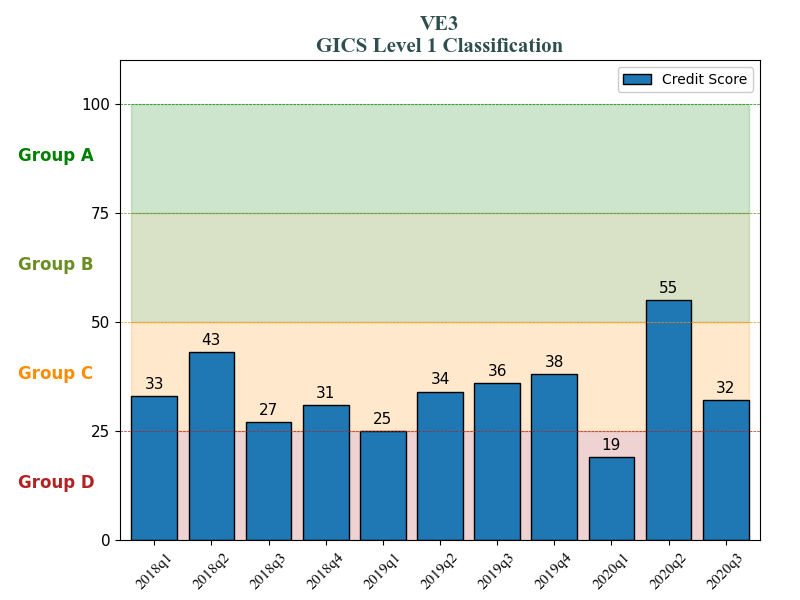 VE3
GICS Level 1 Classification
Credit Score
100
Group A
75
Group B
55
50
43
Group C
38
36
34
33
32
31
27
25
25
19
Group D
0
2018q1 2018q2 2018q3 2018q4 2019q1 2019q2 2019q3 2019q4 2020q1 2020q2 2020q3